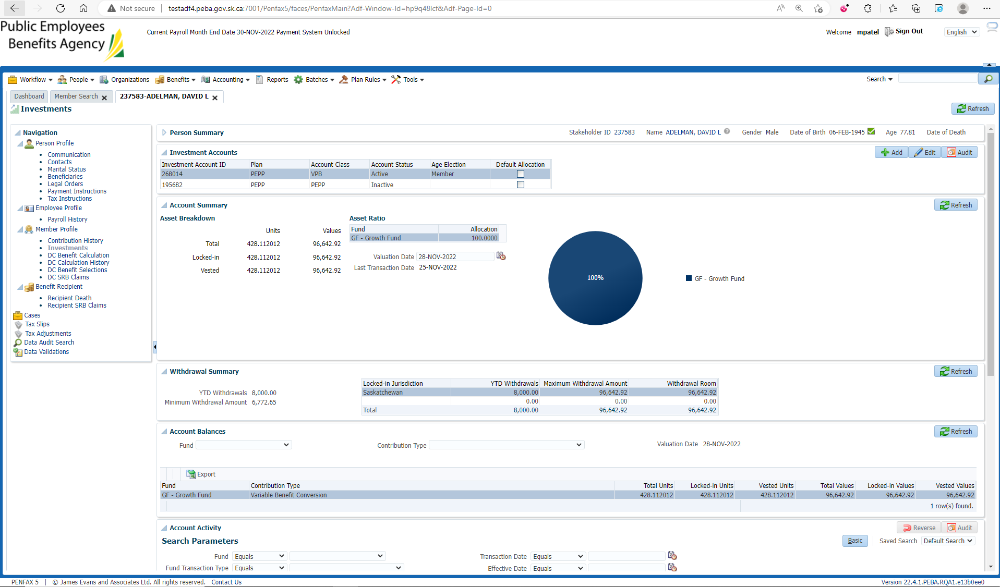 Not secure | testadf4.peba.gov.sk.ca:7001/Penfax5/faces/PenfaxMain?Adf-Window-Id=hp9q48lcf&Adf-Page-Id=0
Public Employees
Benefits Agency
Current Payroll Month End Date 30-NOV-2022 Payment System Unlocked
Welcome mpatel Sign Out English
Workflow People Organizations Benefits Accounting Reports Batches Plan Rules Tools Search
Dashboard Member Search 237583-ADELMAN, DAVID L
Investments Refresh
Navigation
Person Profile
Communication
Contacts
Marital Status
Beneficiaries
Legal Orders
Payment Instructions
Tax Instructions
Employee Profile
Payroll History
Member Profile
Contribution History
Investments
DC Benefit Calculation
DC Calculation History
DC Benefit Selections
DC SRB Claims
Benefit Recipient
Recipient Death
Recipient SRB Claims
Cases
Tax Slips
Tax Adjustments
Data Audit Search
Data Validations
Person Summary Stakeholder ID 237583 Name ADELMAN, DAVID L Gender Male Date of Birth 06-FEB-1945 Age 77.81 Date of Death
Investment Accounts Add Edit Audit
Investment Account ID Plan Account Class Account Status Age Election Default Allocation
268014 PEPP VPB Active Member
195682 PEPP PEPP Inactive
Account Summary Refresh
Asset Breakdown
Units Values
Total 428.112012 96,642.92
Locked-in 428.112012 96,642.92
Vested 428.112012 96,642.92
Asset Ratio
Fund Allocation
GF - Growth Fund 100.0000
Valuation Date 28-NOV-2022
Last Transaction Date 25-NOV-2022
100%
GF - Growth Fund
Withdrawal Summary Refresh
YTD Withdrawals 8,000.00
Minimum Withdrawal Amount 6,772.65
Locked-in Jurisdiction YTD Withdrawals Maximum Withdrawal Amount Withdrawal Room
Saskatchewan 8,000.00 96,642.92 96,642.92
0.00 0.00 0.00
Total 8,000.00 96,642.92 96,642.92
Account Balances Refresh
Fund Contribution Type Valuation Date 28-NOV-2022
Export
Fund Contribution Type Total Units Locked-in Units Vested Units Total Values Locked-in Values Vested Values
GF - Growth Fund Variable Benefit Conversion 428.112012 428.112012 428.112012 96,642.92 96,642.92 96,642.92
1 row(s) found.
Account Activity Reverse Audit
Search Parameters Basic Saved Search Default Search
Fund Equals Transaction Date Equals
Fund Transaction Type Equals Effective Date Equals
PENFAX 5 | © James Evans and Associates Ltd. All rights reserved. Contact Us Version 22.4.1.PEBA.RQA1.e13b0ee0